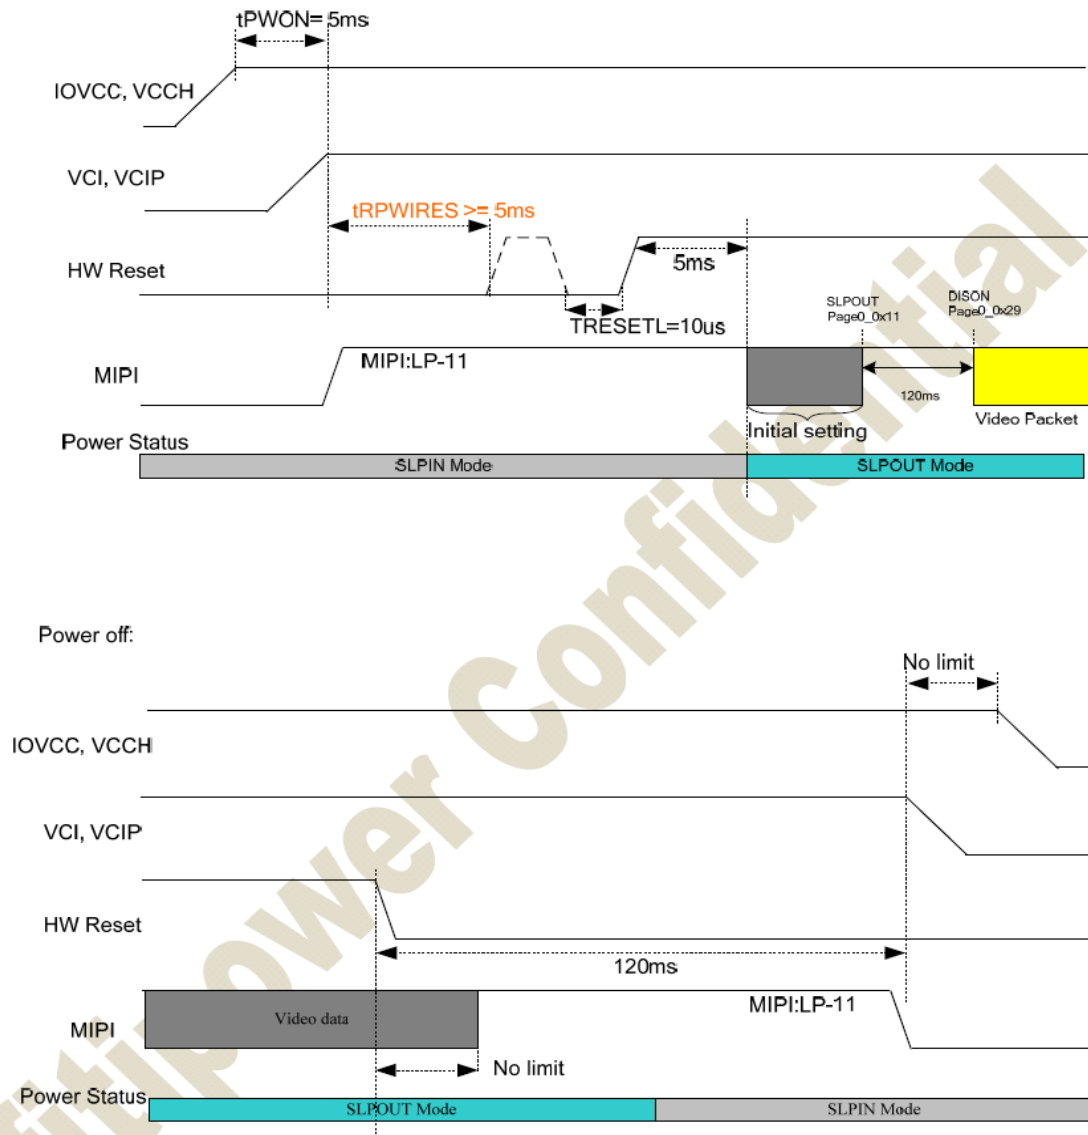 tPWON= 5ms
IOVCC, VCCH
VCI, VCIP
tRPWIRES >= 5ms
HW Reset
5ms
TRESETL=10us
SLPOUT
Page0_0x11
DISON
Page0_0x29
MIPI
MIPI:LP-11
120ms
Initial setting
Video Packet
Power Status
SLPIN Mode
SLPOUT Mode
Power off:
No limit
IOVCC, VCCH
VCI, VCIP
HW Reset
120ms
MIPI
Video data
MIPI:LP-11
No limit
Power Status
SLPOUT Mode
SLPIN Mode
fitipower Confidential